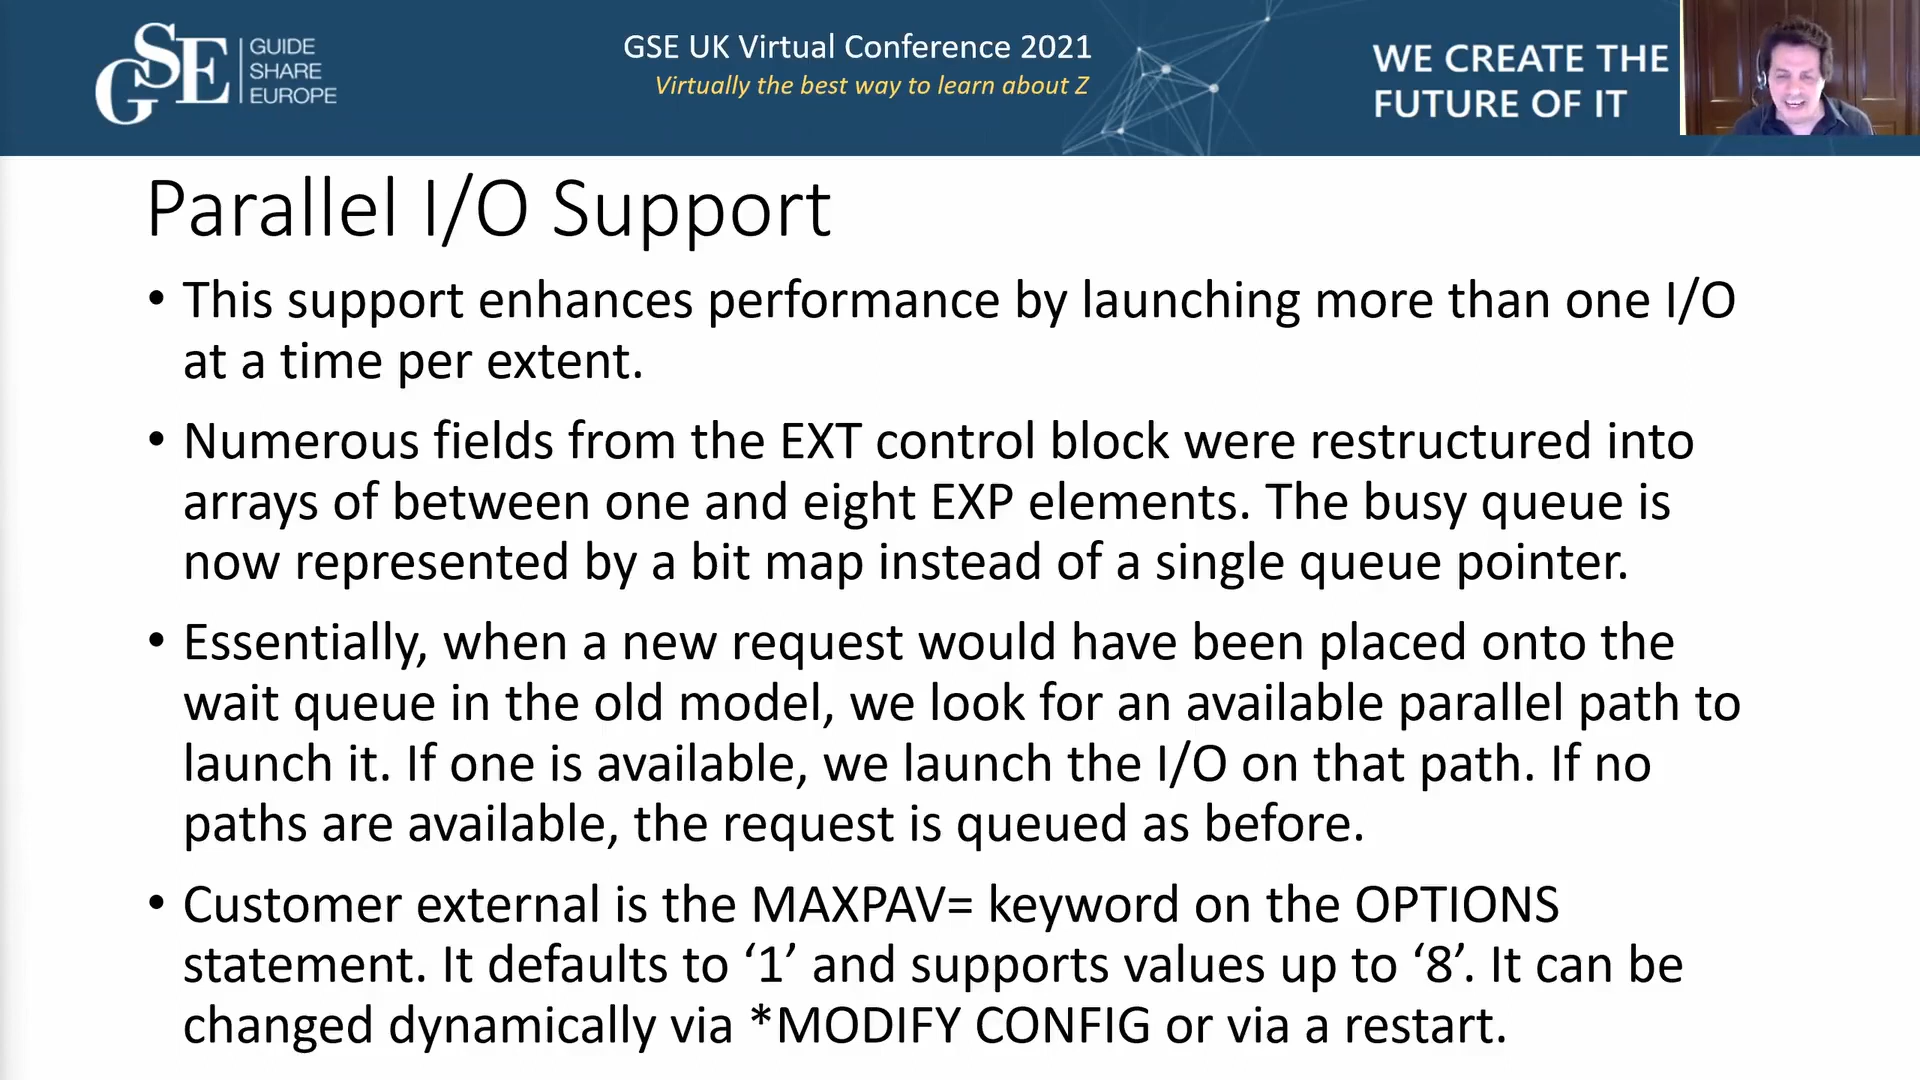 GSE
GUIDE
SHARE
EUROPE
GSE UK Virtual Conference 2021
Virtually the best way to learn about Z
WE CREATE THE
FUTURE OF IT
Parallel I/O Support
• This support enhances performance by launching more than one I/O
at a time per extent.
• Numerous fields from the EXT control block were restructured into
arrays of between one and eight EXP elements. The busy queue is
now represented by a bit map instead of a single queue pointer.
• Essentially, when a new request would have been placed onto the
wait queue in the old model, we look for an available parallel path to
launch it. If one is available, we launch the I/O on that path. If no
paths are available, the request is queued as before.
• Customer external is the MAXPAV= keyword on the OPTIONS
statement. It defaults to ‘1’ and supports values up to ‘8’. It can be
changed dynamically via *MODIFY CONFIG or via a restart.